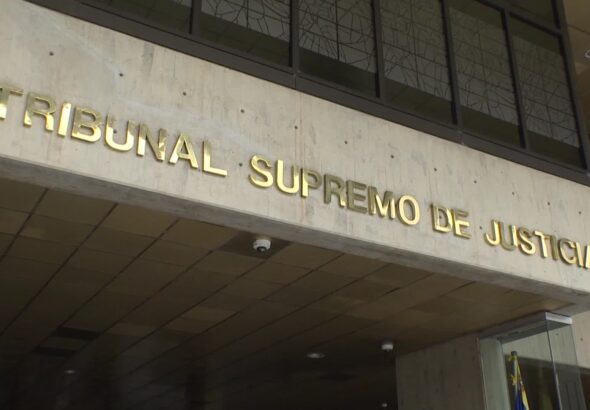 TRIBUNAL SUPREMO DE JUSTICIA